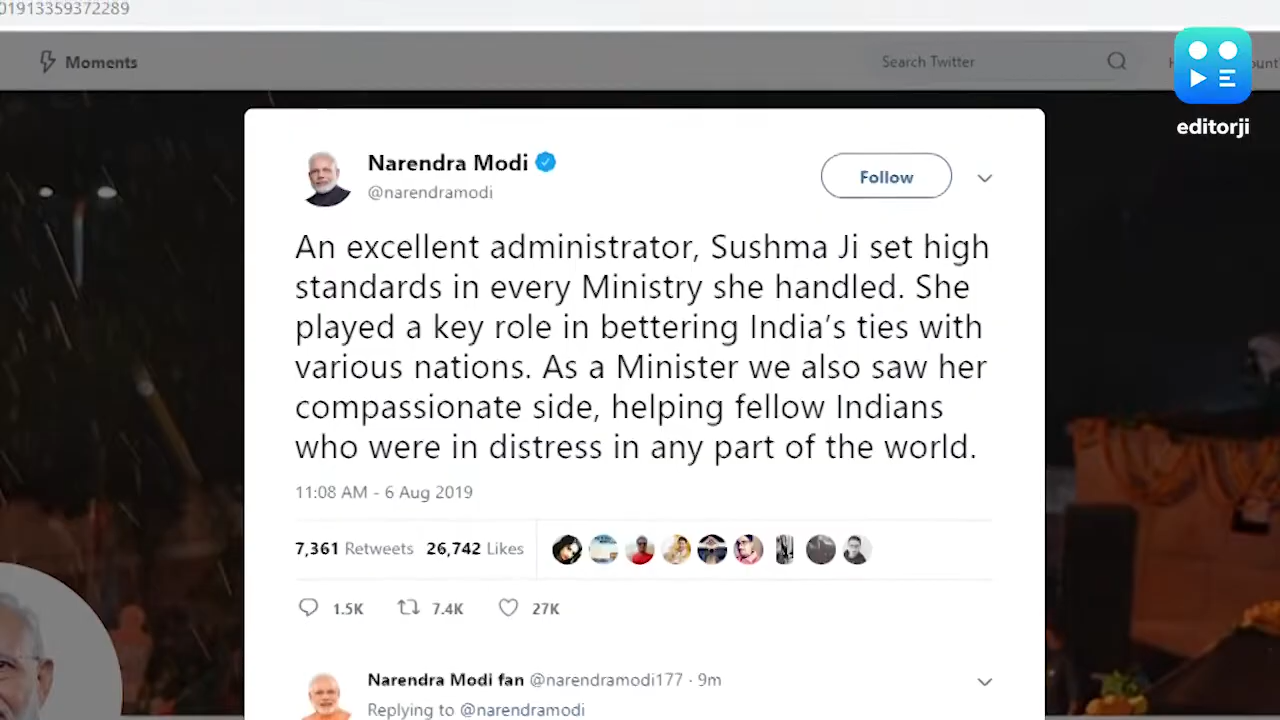 01913359372289
Moments
Search Twitter
editorji
Narendra Modi
@narendramodi
Follow
An excellent administrator, Sushma Ji set high
standards in every Ministry she handled. She
played a key role in bettering India's ties with
various nations. As a Minister we also saw her
compassionate side, helping fellow Indians
who were in distress in any part of the world.
11:08 AM - 6 Aug 2019
7,361 Retweets 26,742 Likes
1.5K 7.4K 27K
Narendra Modi fan @narendramodi177 · 9m
Replying to @narendramodi